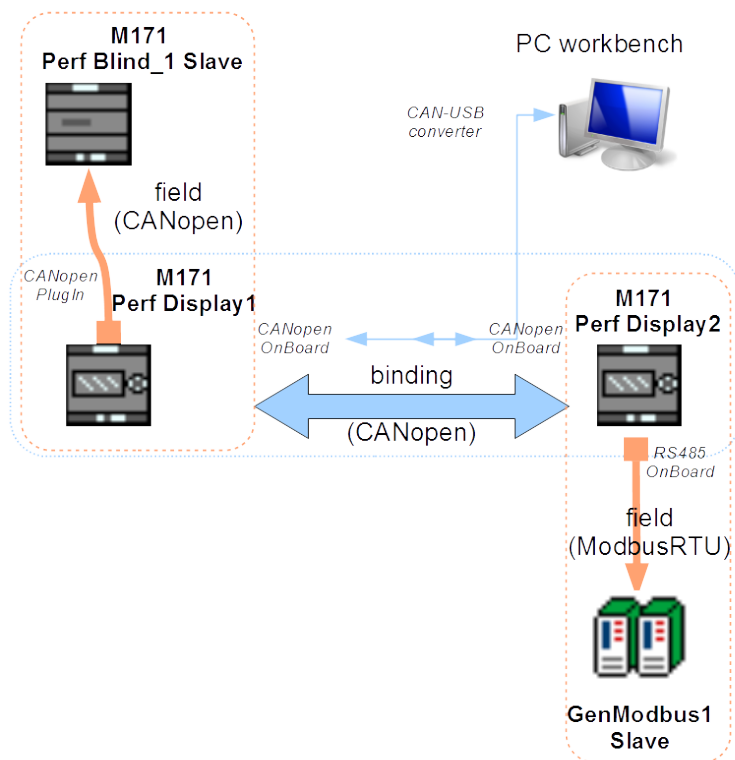 M171
Perf Blind_1 Slave
PC workbench
CAN-USB
converter
field
(CANopen)
CANopen
PlugIn
M171
Perf Display1
M171
Perf Display2
CANopen
OnBoard
CANopen
OnBoard
binding
(CANopen)
RS485
OnBoard
field
(ModbusRTU)
GenModbus1
Slave